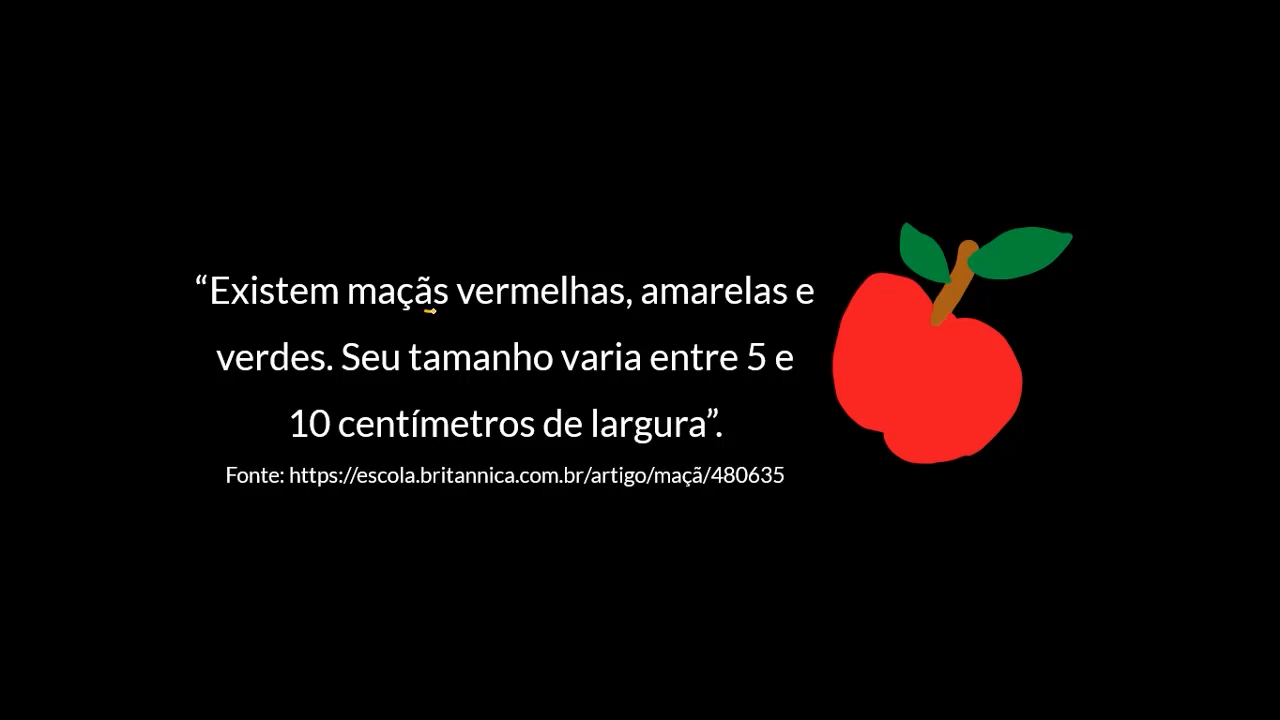 “Existem maçãs vermelhas, amarelas e
verdes. Seu tamanho varia entre 5 e
10 centímetros de largura”.
Fonte: https://escola.britannica.com.br/artigo/maçã/480635